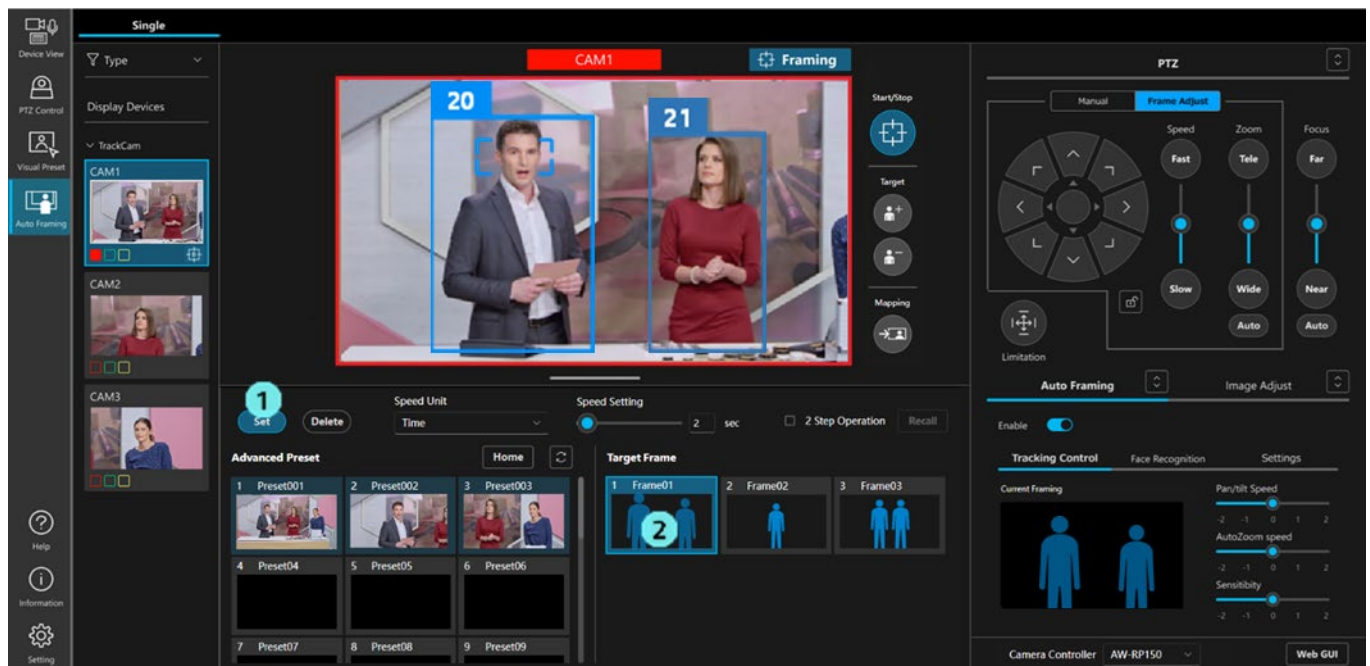 Single
Device View
PTZ Control
Visual Preset
Auto Framing
Help
Information
Setting
Type
Display Devices
TrackCam
CAM1
CAM2
CAM3
CAM1
Framing
20
21
Start/Stop
Target
Mapping
1
Set
Delete
Speed Unit
Time
Speed Setting
2 sec
2 Step Operation
Recall
Advanced Preset
Home
1 Preset001
2 Preset002
3 Preset003
4 Preset04
5 Preset05
6 Preset06
7 Preset07
8 Preset08
9 Preset09
Target Frame
1 Frame01
2 Frame02
3 Frame03
2
PTZ
Manual
Frame Adjust
Speed
Zoom
Focus
Fast
Tele
Far
Slow
Wide
Near
Auto
Auto
Limitation
Auto Framing
Image Adjust
Enable
Tracking Control
Face Recognition
Settings
Current Framing
Pan/tilt Speed
-2 -1 0 1 2
AutoZoom speed
-2 -1 0 1 2
Sensitibity
-2 -1 0 1 2
Camera Controller
AW-RP150
Web GUI